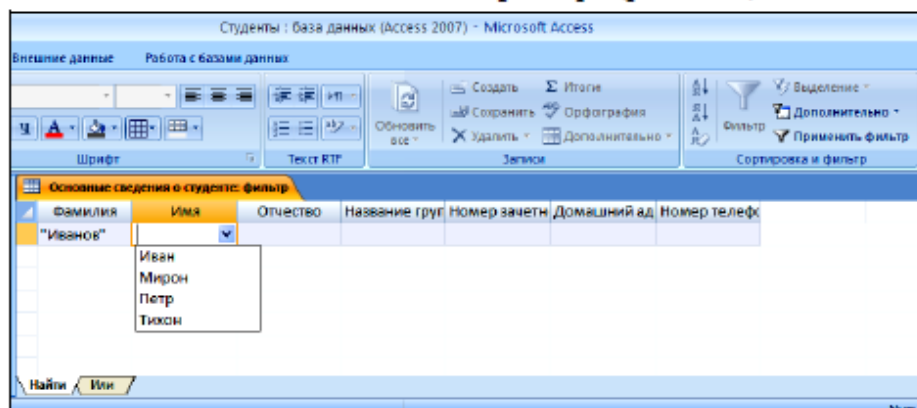 Студенты : база данных (Access 2007) - Microsoft Access
Внешние данные Работа с базами данных
Создать Σ Итоги Выделение
Сохранить Орфография Дополнительно
Ч А Обновить все Удалить Дополнительно Фильтр Применить фильтр
Шрифт Текст RTF Записи Сортировка и фильтр
Основные сведения о студенте: фильтр
Фамилия Имя Отчество Название груп Номер зачетн Домашний ад Номер телефо
"Иванов"
Иван
Мирон
Петр
Тихон
Найти Или